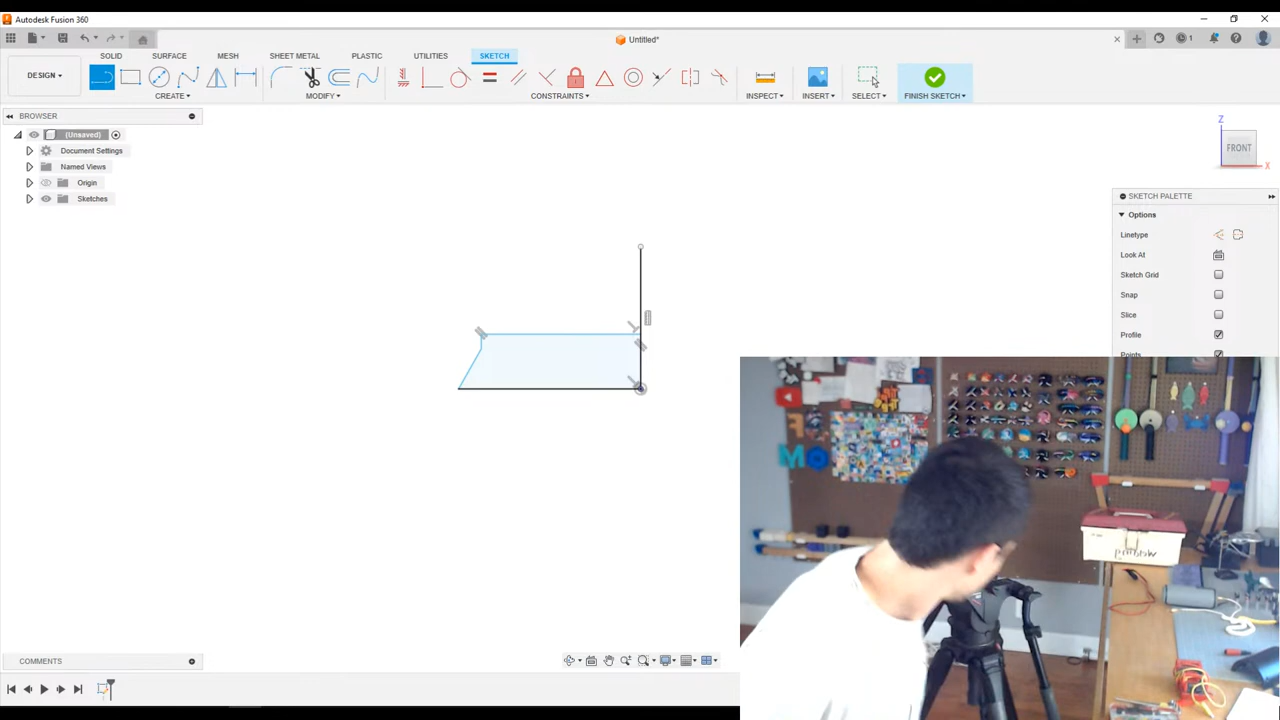 Autodesk Fusion 360
Untitled*
1
DESIGN
SOLID
SURFACE
MESH
SHEET METAL
PLASTIC
UTILITIES
SKETCH
CREATE
MODIFY
CONSTRAINTS
INSPECT
INSERT
SELECT
FINISH SKETCH
BROWSER
(Unsaved)
Document Settings
Named Views
Origin
Sketches
Z
FRONT
X
SKETCH PALETTE
Options
Linetype
Look At
Sketch Grid
Snap
Slice
Profile
Points
COMMENTS